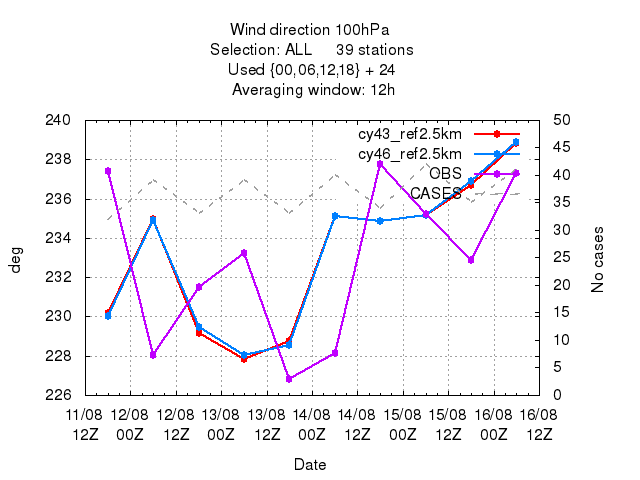 Wind direction 100hPa
Selection: ALL 39 stations
Used {00,06,12,18} + 24
Averaging window: 12h
cy43_ref2.5km
cy46_ref2.5km
OBS
CASES
240
238
236
234
232
230
228
226
deg
50
45
40
35
30
25
20
15
10
5
0
No cases
11/08 12/08 12/08 13/08 13/08 14/08 14/08 15/08 15/08 16/08 16/08
12Z 00Z 12Z 00Z 12Z 00Z 12Z 00Z 12Z 00Z 12Z
Date